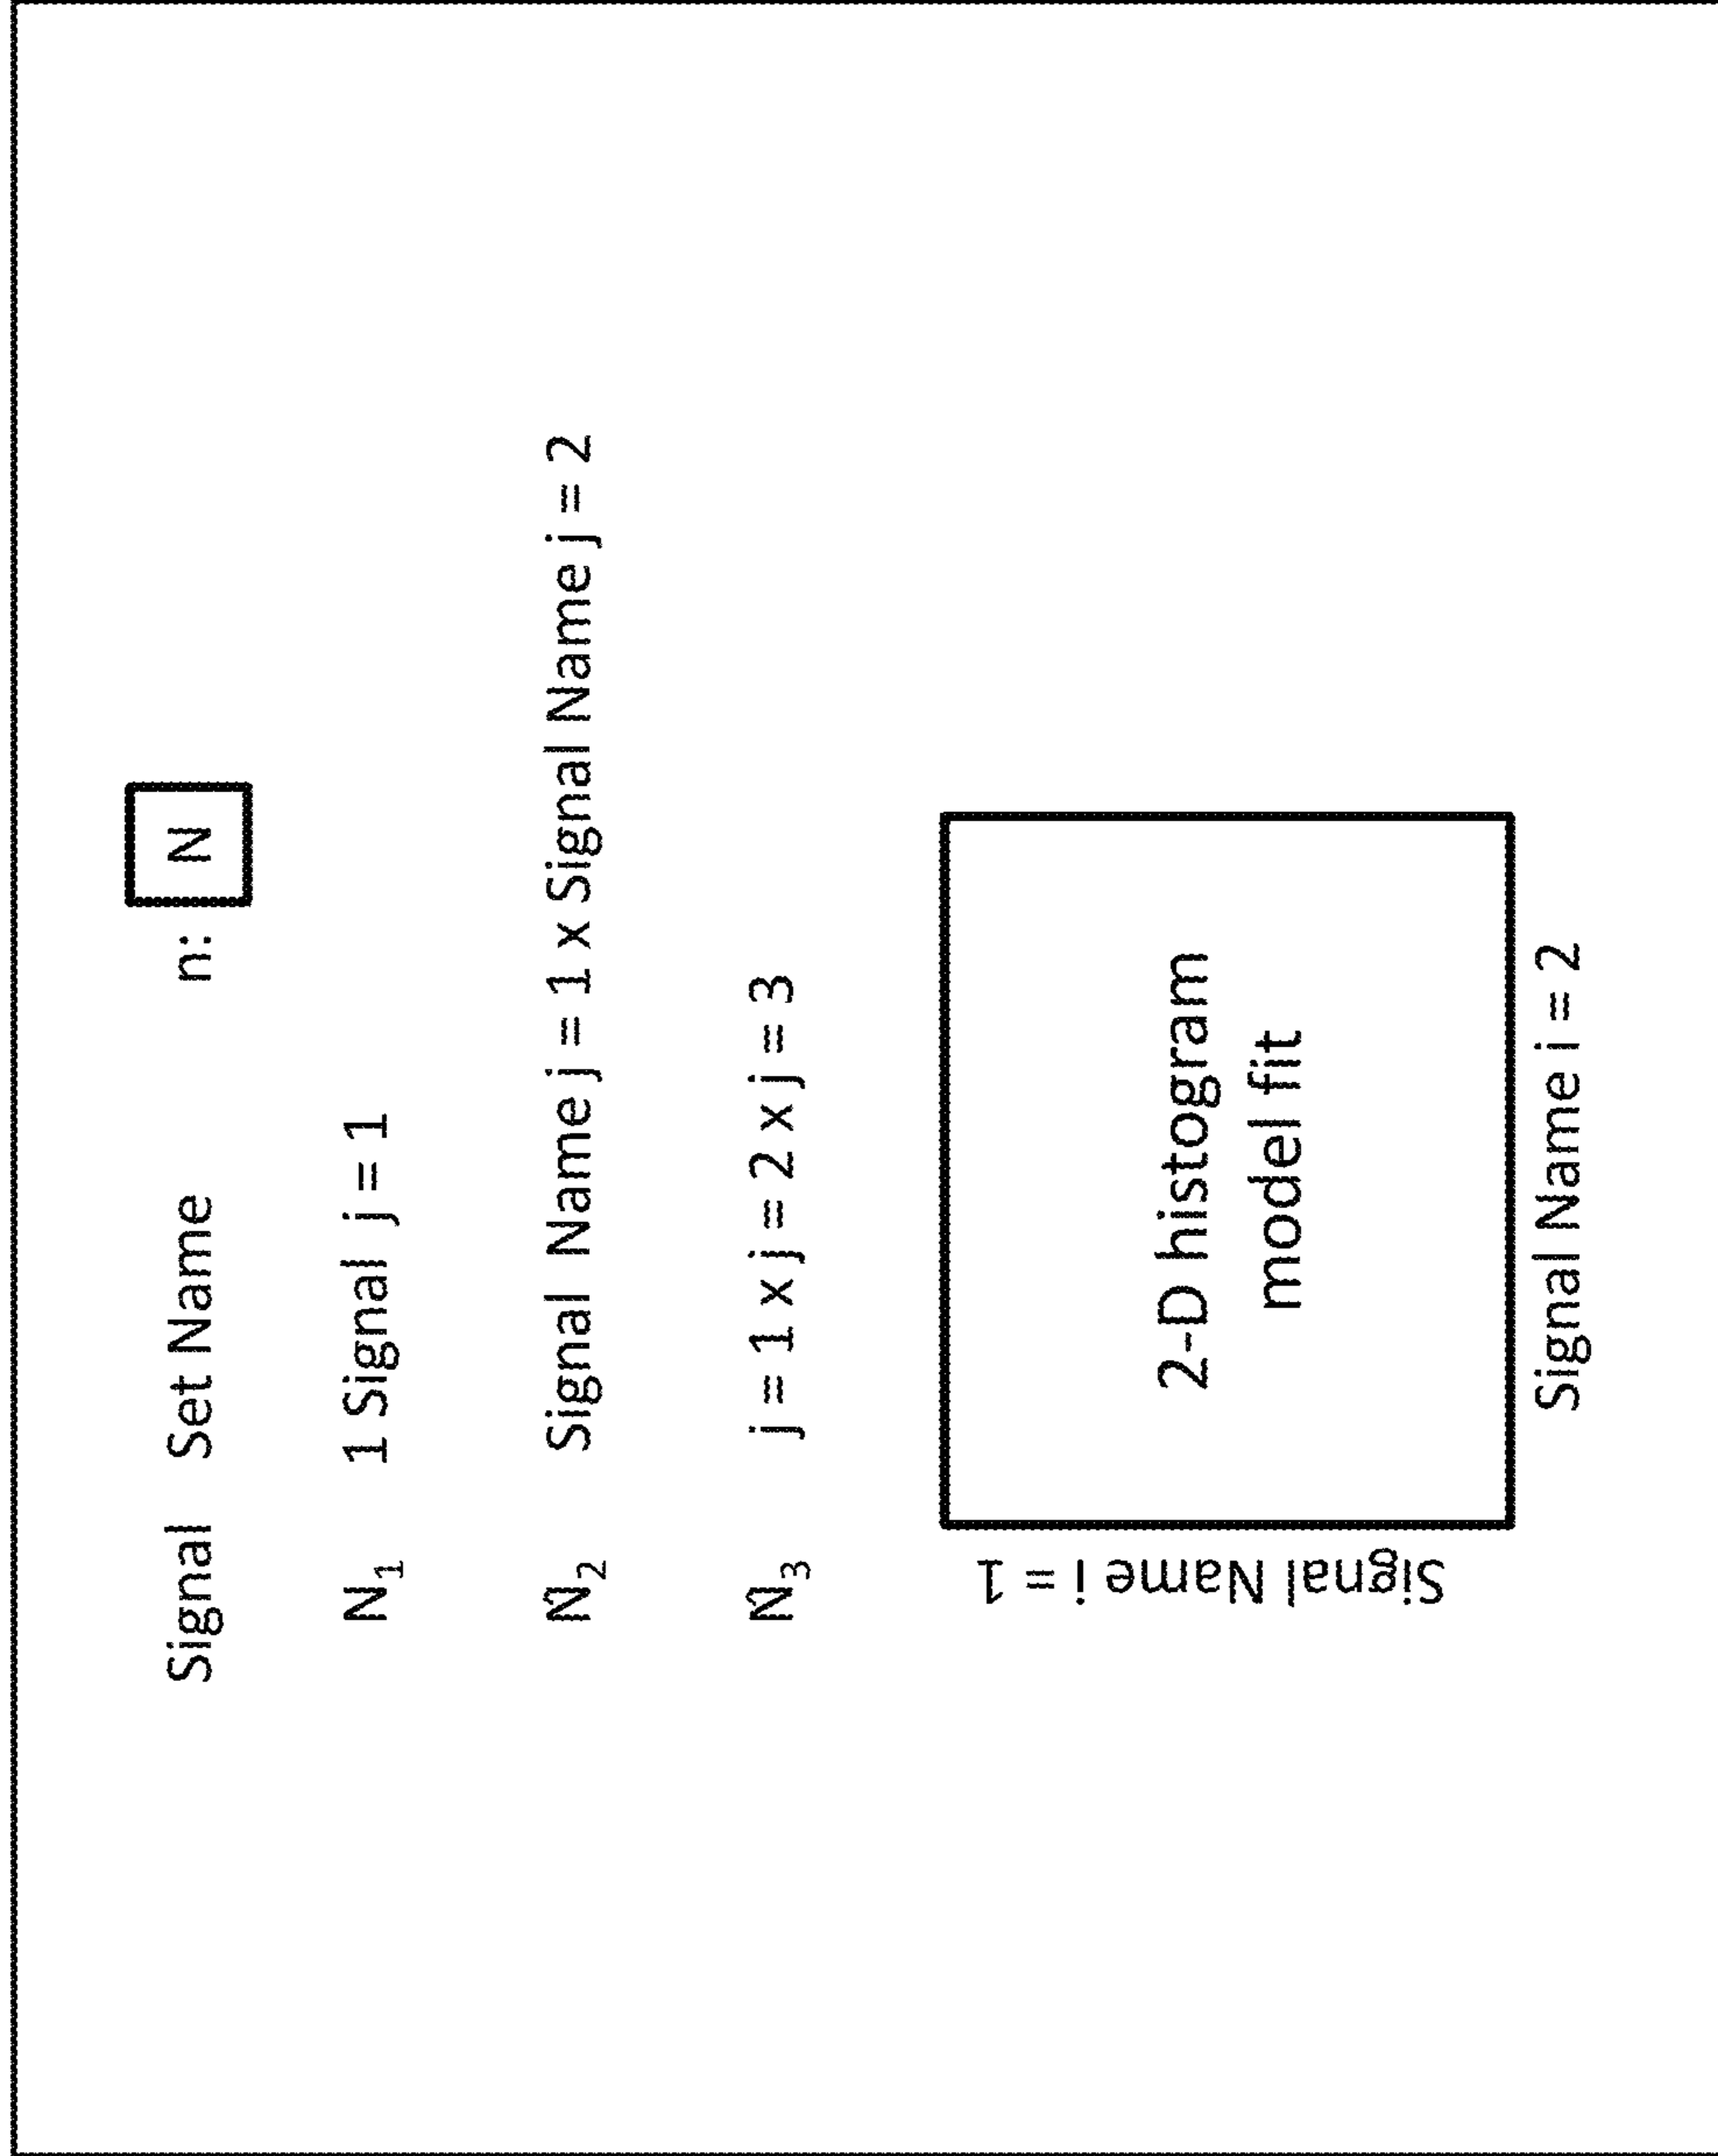 Signal Set Name n: N
N₁ 1 Signal j = 1
N₂ Signal Name j = 1 x Signal Name j = 2
N₃ j = 1 x j = 2 x j = 3
Signal Name i = 1
2-D histogram
model fit
Signal Name i = 2